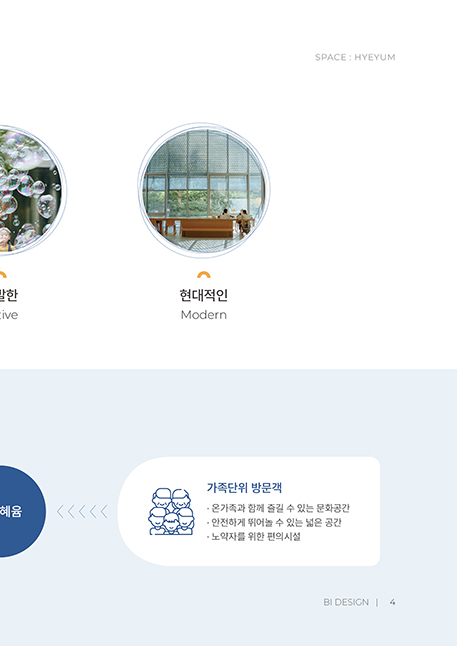 SPACE : HYEYUM
발한
tive
현대적인
Modern
혜윰
가족단위 방문객
· 온가족과 함께 즐길 수 있는 문화공간
· 안전하게 뛰어놀 수 있는 넓은 공간
· 노약자를 위한 편의시설
BI DESIGN | 4